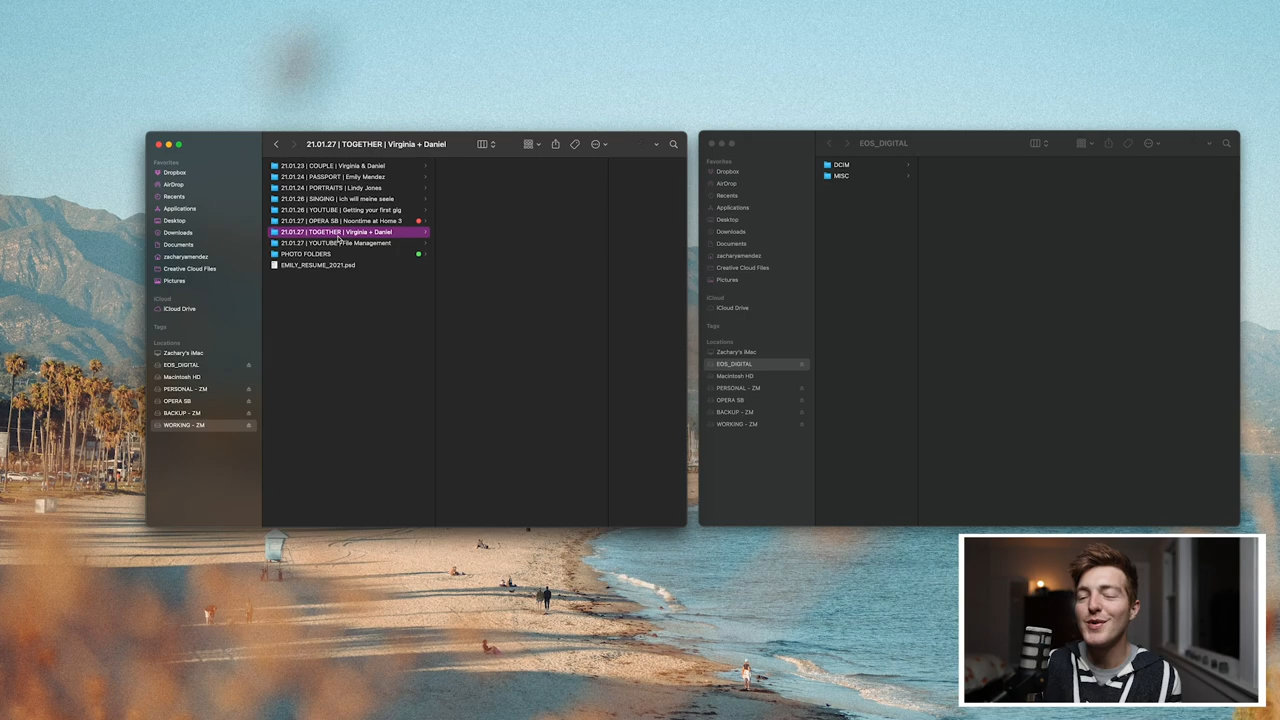 21.01.27 | TOGETHER | Virginia + Daniel
Favorites
Dropbox
AirDrop
Recents
Applications
Desktop
Downloads
Documents
zacharyamendez
Creative Cloud Files
Pictures
iCloud
iCloud Drive
Tags
Locations
Zachary's iMac
EOS_DIGITAL
Macintosh HD
PERSONAL - ZM
OPERA SB
BACKUP - ZM
WORKING - ZM
21.01.23 | COUPLE | Virginia & Daniel
21.01.24 | PASSPORT | Emily Mendez
21.01.24 | PORTRAITS | Lindy Jones
21.01.26 | SINGING | ich will meine seele
21.01.26 | YOUTUBE | Getting your first gig
21.01.27 | OPERA SB | Noontime at Home 3
21.01.27 | TOGETHER | Virginia + Daniel
21.01.27 | YOUTUBE | File Management
PHOTO FOLDERS
EMILY_RESUME_2021.psd
EOS_DIGITAL
Favorites
Dropbox
AirDrop
Recents
Applications
Desktop
Downloads
Documents
zacharyamendez
Creative Cloud Files
Pictures
iCloud
iCloud Drive
Tags
Locations
Zachary's iMac
EOS_DIGITAL
Macintosh HD
PERSONAL - ZM
OPERA SB
BACKUP - ZM
WORKING - ZM
DCIM
MISC